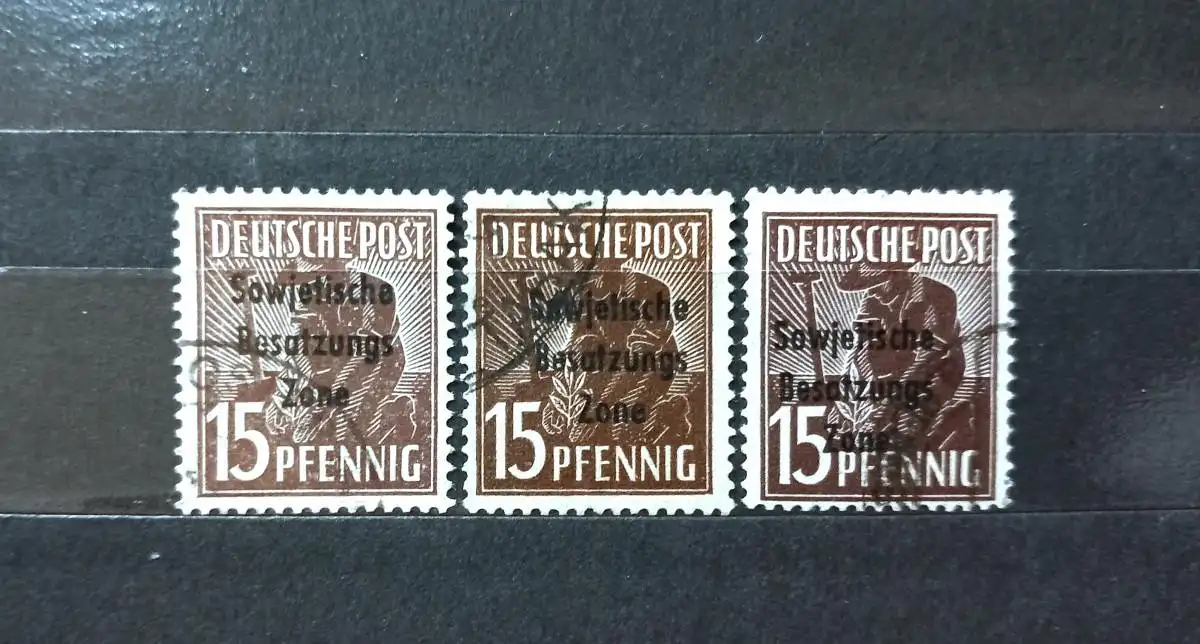 DEUTSCHE POST
Sowjetische
Besatzungs
Zone
15 PFENNIG
DEUTSCHE POST
Sowjetische
Besatzungs
Zone
15 PFENNIG
DEUTSCHE POST
Sowjetische
Besatzungs
Zone
15 PFENNIG